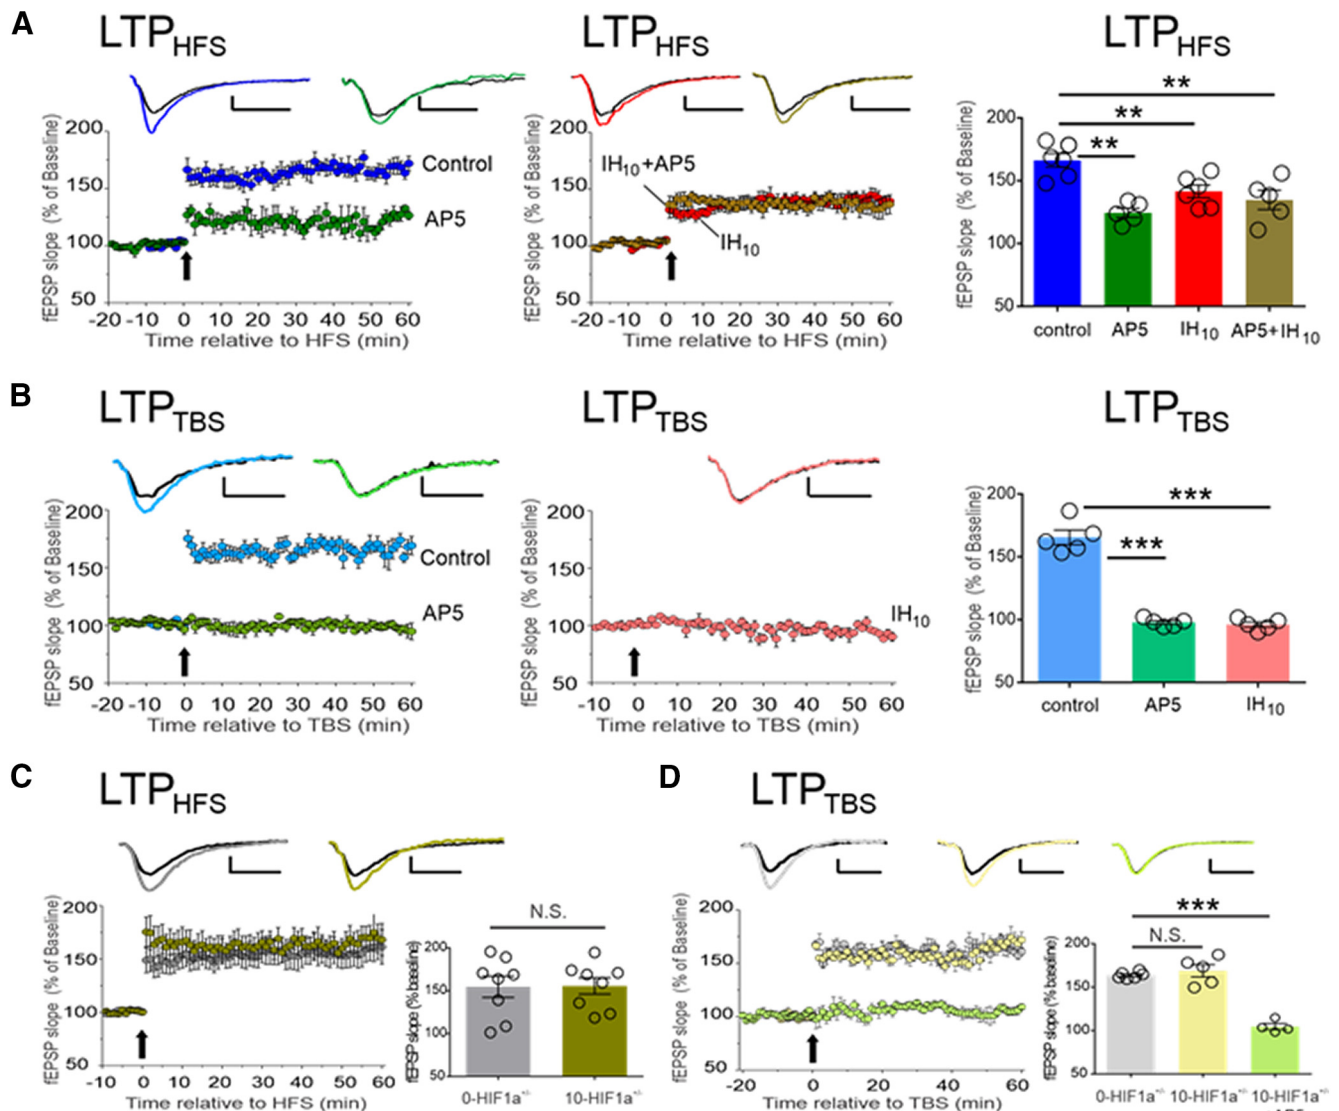 A
LTPHFS
LTPHFS
LTPHFS
fEPSP slope (% of Baseline)
200
150
100
50
Control
AP5
-20 -10 0 10 20 30 40 50 60
Time relative to HFS (min)
200
150
100
50
IH10+AP5
IH10
-20 -10 0 10 20 30 40 50 60
Time relative to HFS (min)
fEPSP slope (% of Baseline)
fEPSP slope (% of Baseline)
200
150
100
50
**
**
**
control AP5 IH10 AP5+IH10
B
LTPTBS
LTPTBS
LTPTBS
fEPSP slope (% of Baseline)
200
150
100
50
Control
AP5
-20 -10 0 10 20 30 40 50 60
Time relative to TBS (min)
fEPSP slope (% of Baseline)
200
150
100
50
IH10
-10 0 10 20 30 40 50 60
Time relative to TBS (min)
fEPSP slope (% of Baseline)
200
150
100
50
***
***
control AP5 IH10
C
LTPHFS
fEPSP slope (% of Baseline)
200
150
100
50
-10 0 10 20 30 40 50 60
Time relative to HFS (min)
fEPSP slope (% baseline)
200
150
100
50
N.S.
0-HIF1a+/- 10-HIF1a+/-
D
LTPTBS
fEPSP slope (% of Baseline)
200
150
100
50
-20 0 20 40 60
Time relative to TBS (min)
fEPSP slope (% baseline)
200
150
100
50
***
N.S.
0-HIF1a+/- 10-HIF1a+/- 10-HIF1a+/-